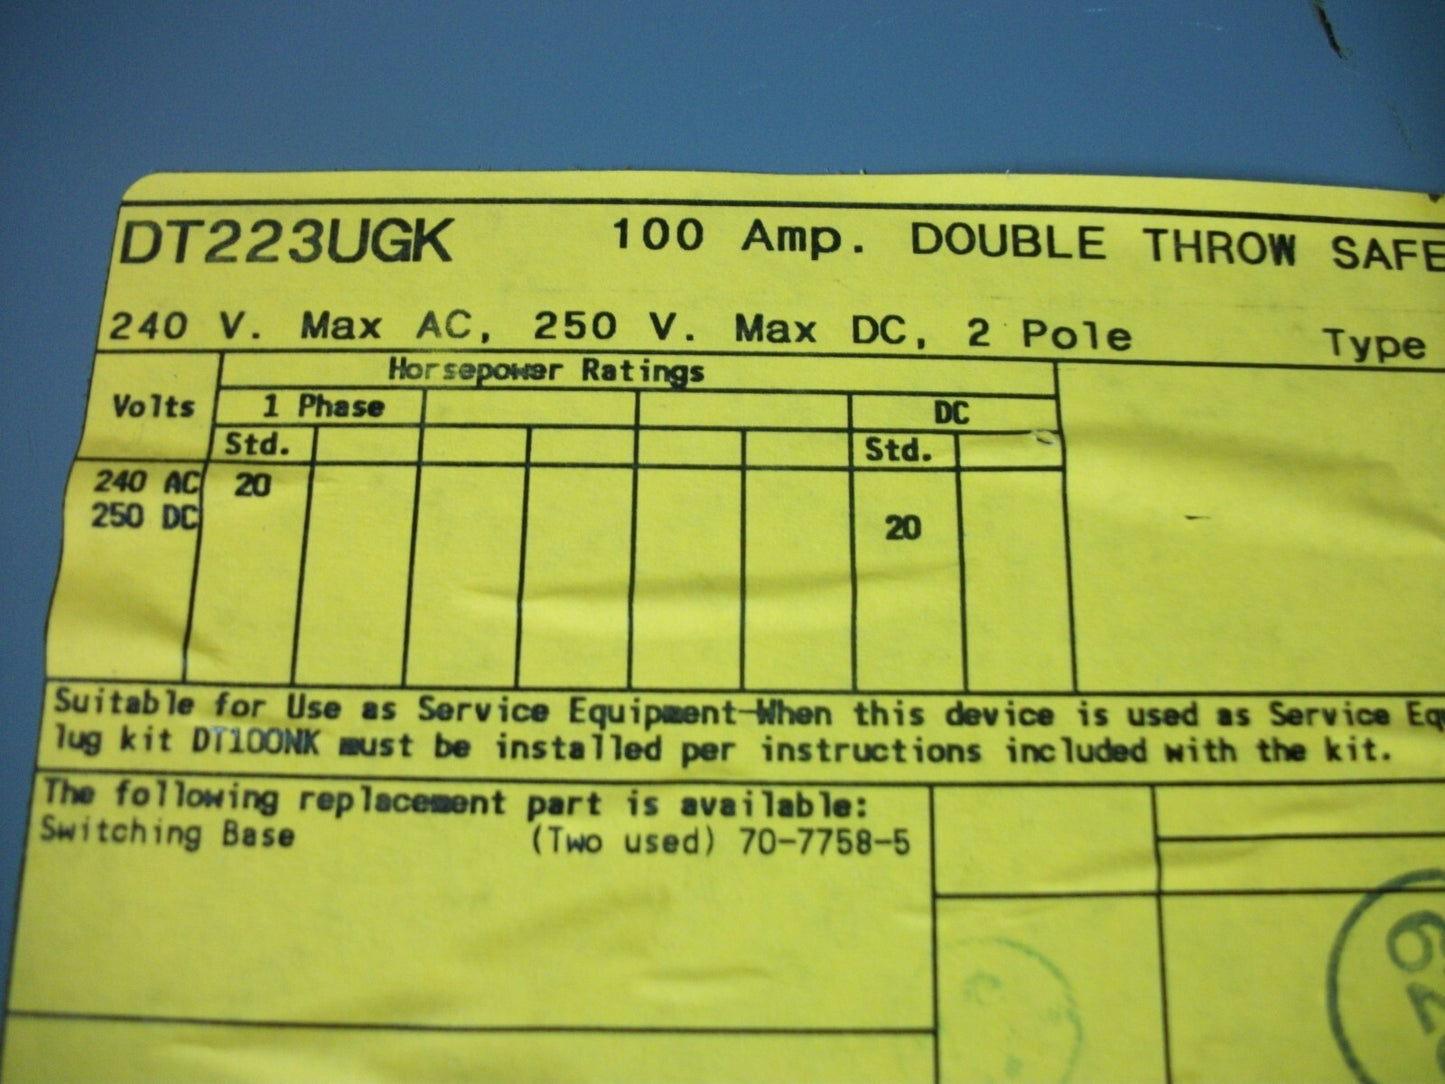 DT223UGK 100 Amp. DOUBLE THROW SAFE
240 V. Max AC, 250 V. Max DC, 2 Pole Type
Horsepower Ratings
Volts 1 Phase DC
Std. Std.
240 AC 20
250 DC 20
Suitable for Use as Service Equipment-When this device is used as Service Eq
lug kit DT100NK must be installed per instructions included with the kit.
The following replacement part is available:
Switching Base (Two used) 70-7758-5